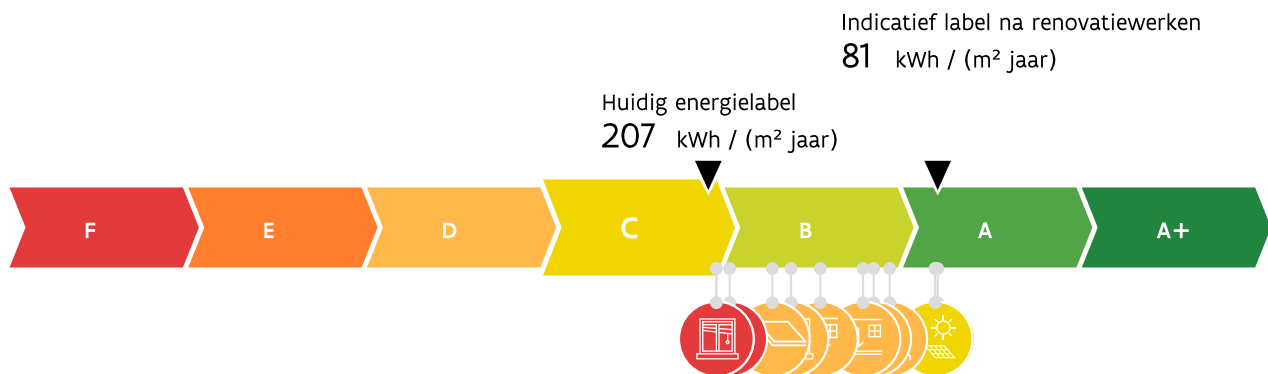 Indicatief label na renovatiewerken
81 kWh / (m² jaar)
Huidig energielabel
207 kWh / (m² jaar)
F E D C B A A+